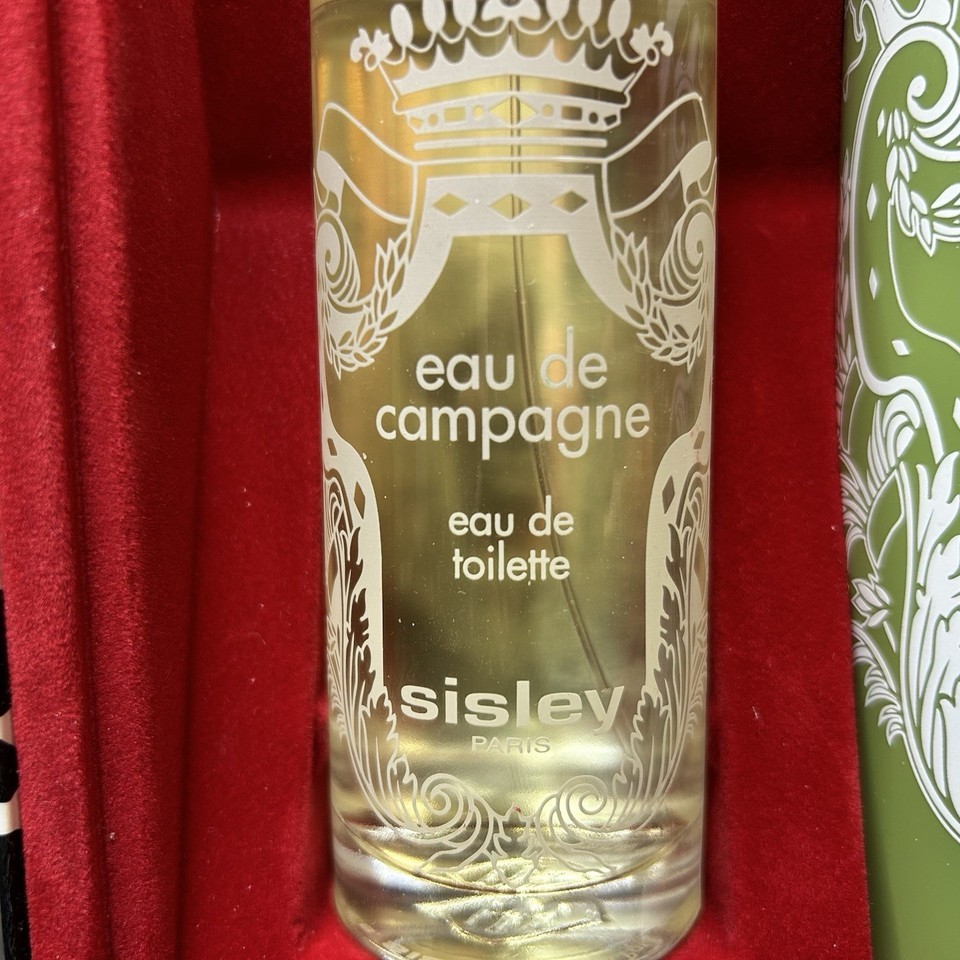 eau de
campagne
eau de
toilette
sisley
PARIS